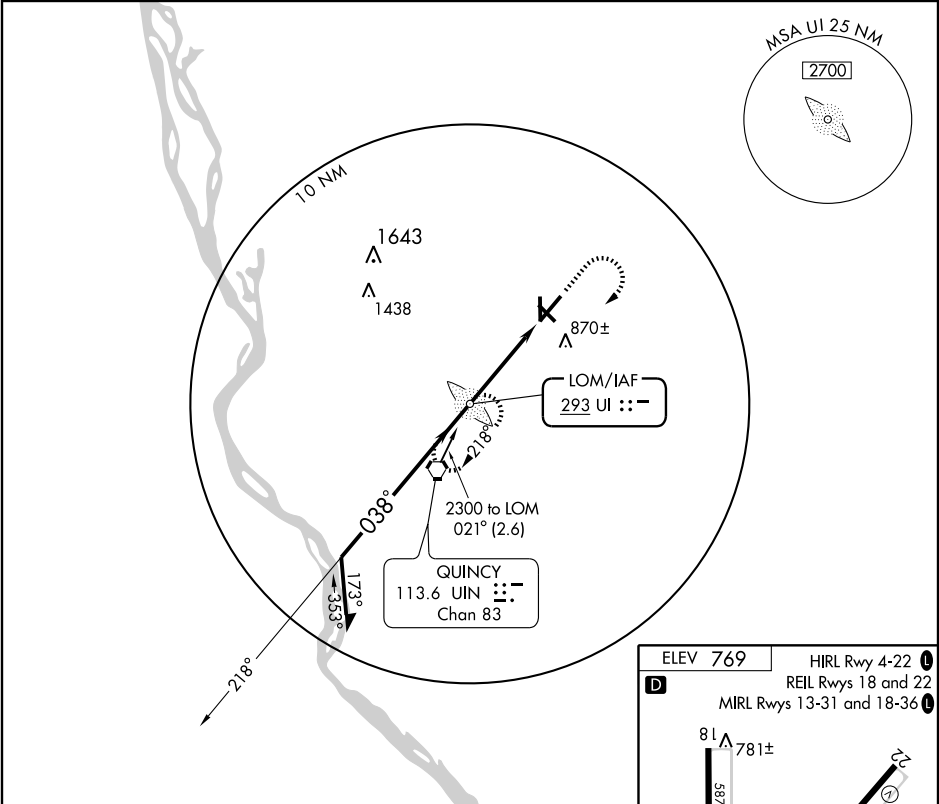 MSA UI 25 NM
2700
10 NM
1643
1438
870±
LOM/IAF
293 UI
218°
038°
2300 to LOM
021° (2.6)
QUINCY
113.6 UIN
Chan 83
173°
353°
218°
ELEV 769
HIRL Rwy 4-22 L
D
REIL Rwys 18 and 22
MIRL Rwys 13-31 and 18-36 L
18
781±
22
587